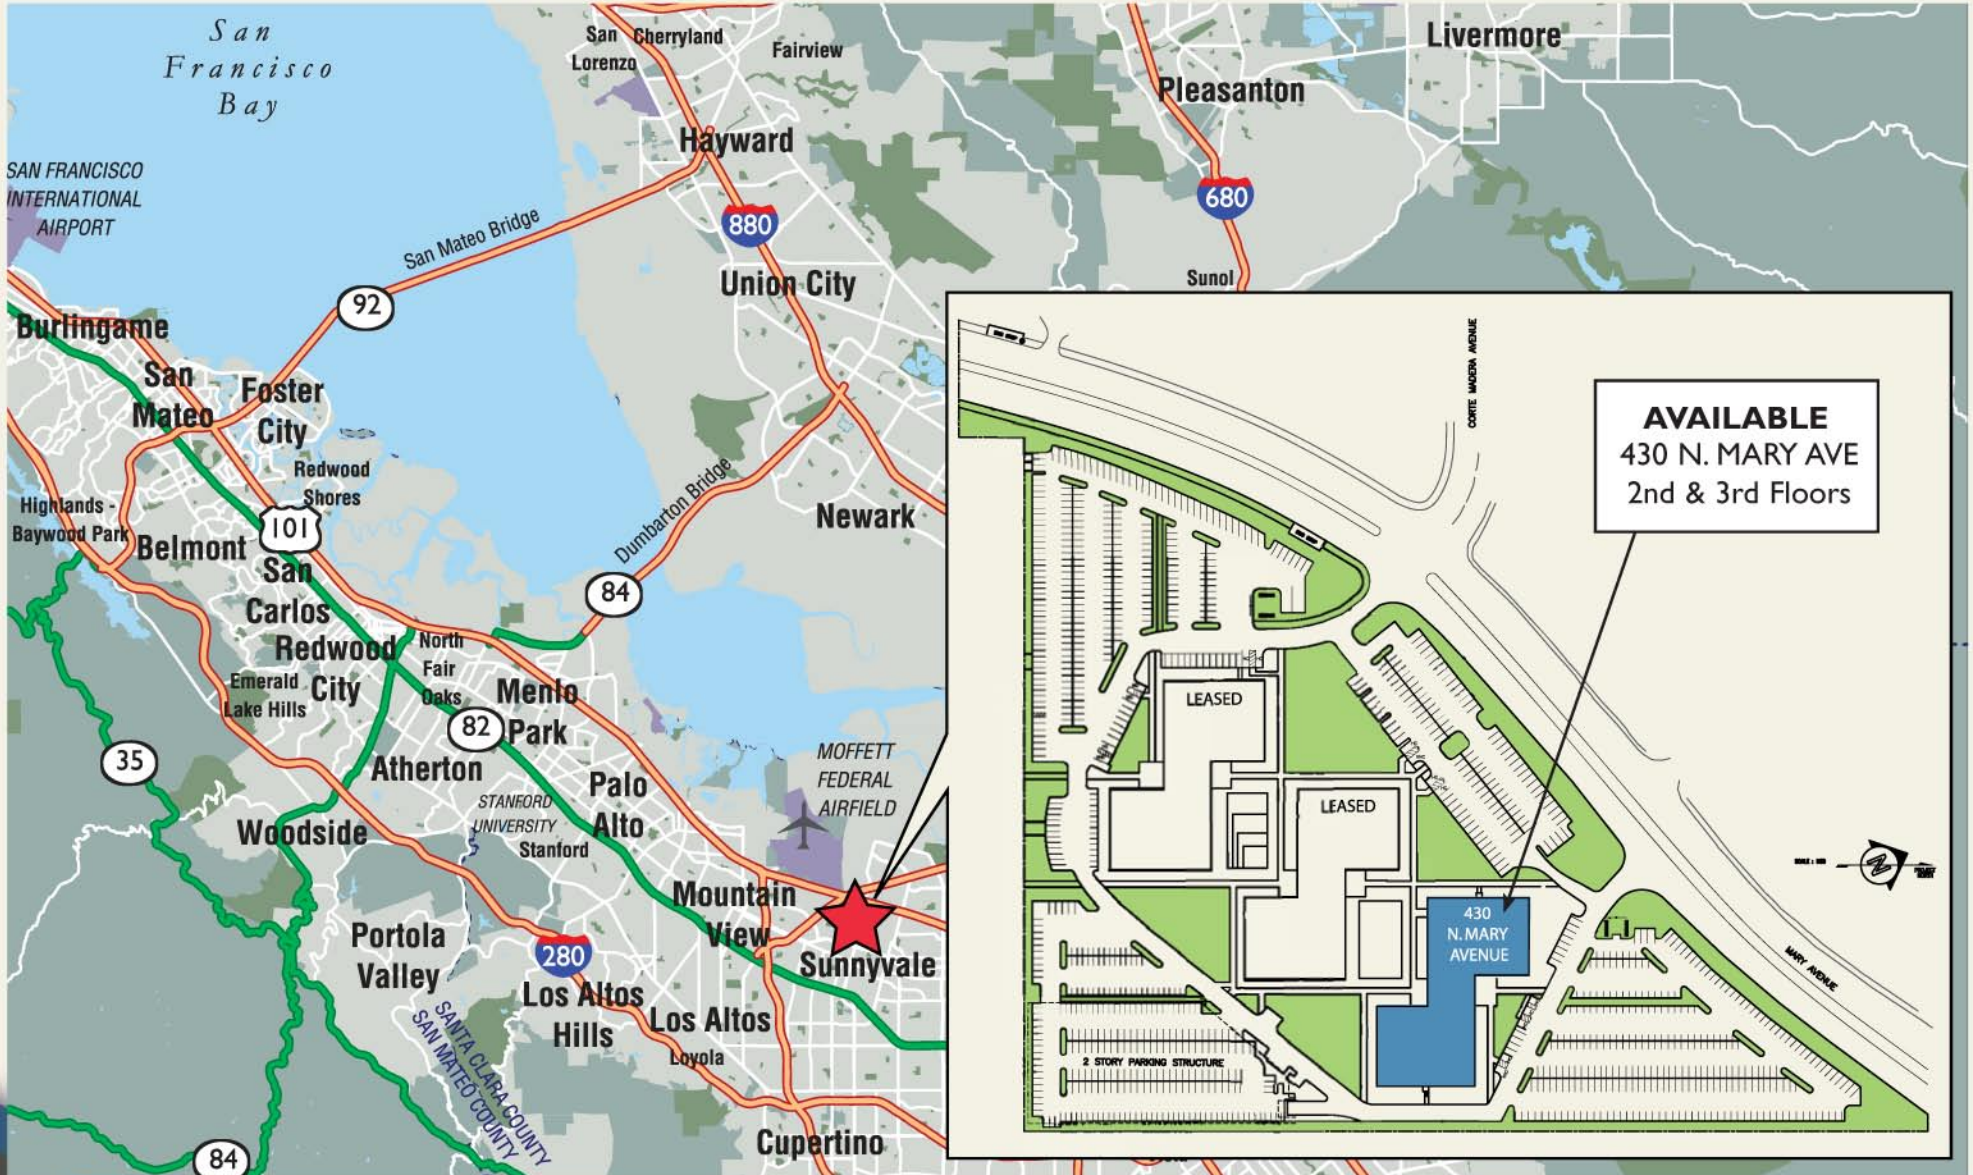 San
Francisco
Bay
San
Lorenzo
Cherryland
Fairview
Livermore
Pleasanton
Hayward
SAN FRANCISCO
INTERNATIONAL
AIRPORT
680
880
San Mateo Bridge
92
Union City
Sunol
Burlingame
San
Mateo
Foster
City
Redwood
Shores
Highlands -
Baywood Park
101
Belmont
Dumbarton Bridge
Newark
San
Carlos
84
Redwood
City
North
Fair
Oaks
Emerald
Lake Hills
Menlo
Park
82
35
Atherton
MOFFETT
FEDERAL
AIRFIELD
Palo
Alto
STANFORD
UNIVERSITY
Stanford
Woodside
Mountain
View
Portola
Valley
280
Sunnyvale
Los Altos
Hills
Los Altos
Loyola
SANTA CLARA COUNTY
SAN MATEO COUNTY
Cupertino
84
CORTE MADERA AVENUE
AVAILABLE
430 N. MARY AVE
2nd & 3rd Floors
LEASED
LEASED
430
N. MARY
AVENUE
MARY AVENUE
2 STORY PARKING STRUCTURE